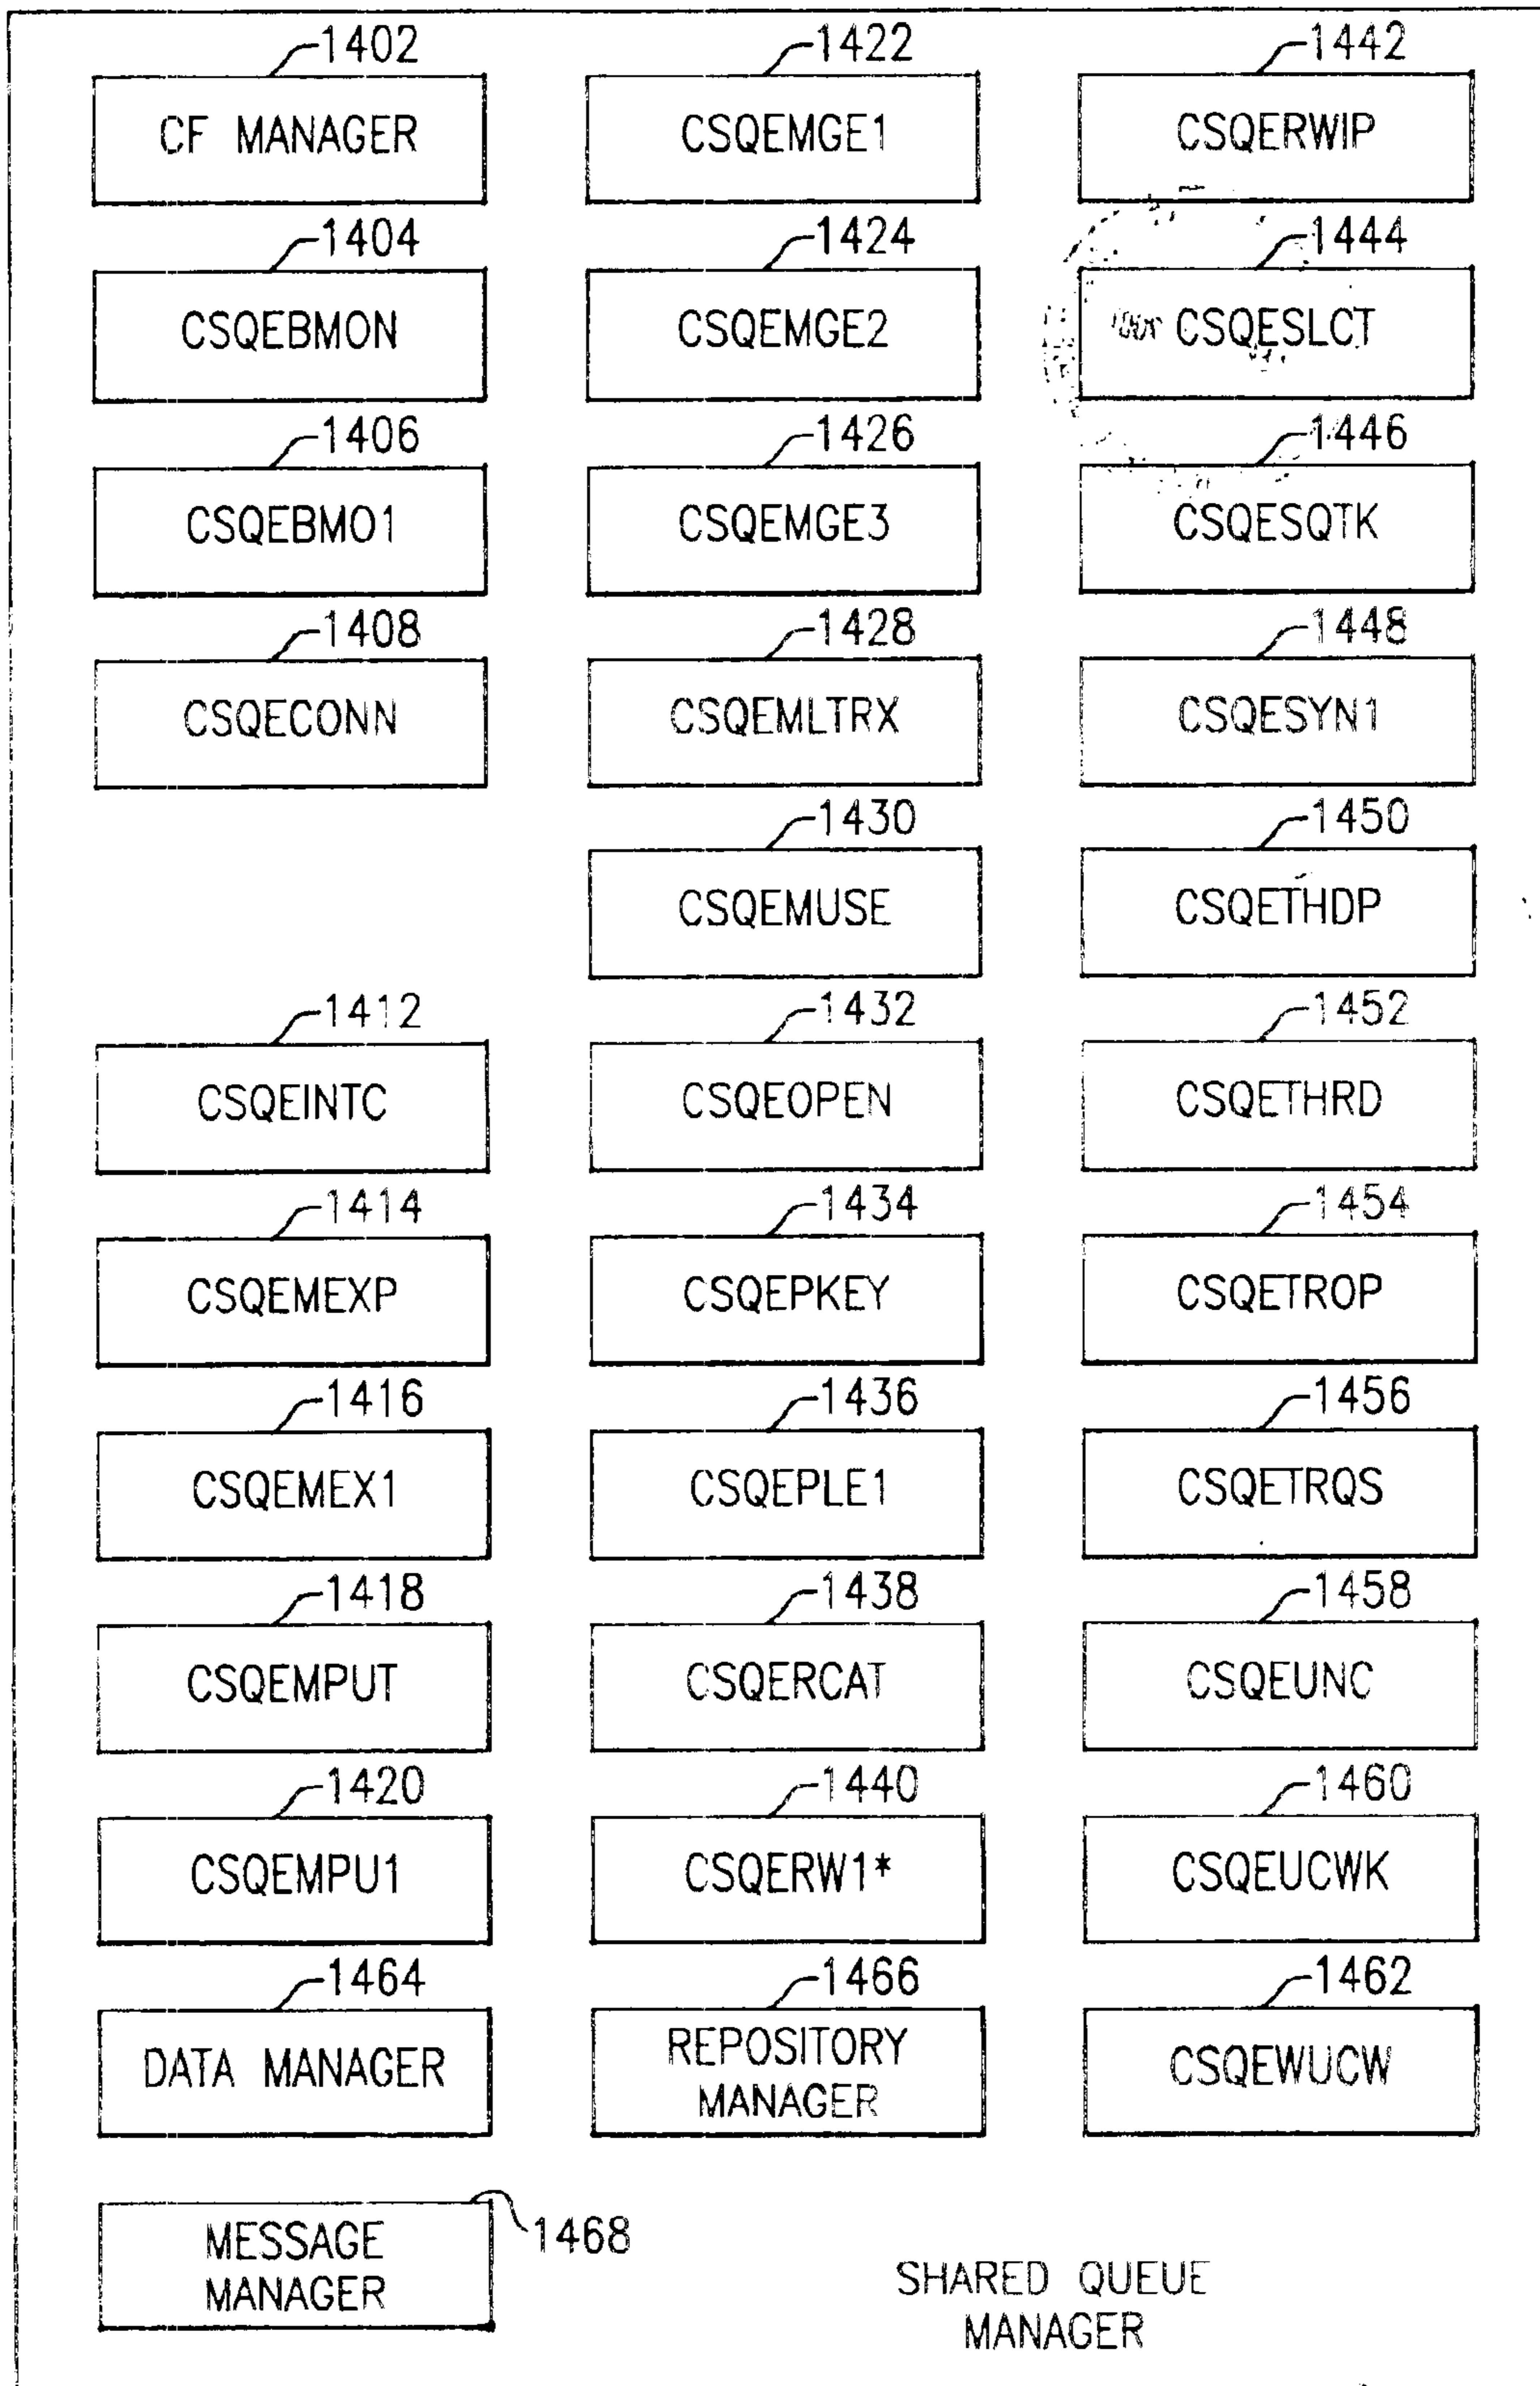 1402
CF MANAGER
1422
CSQEMGE1
1442
CSQERWIP
1404
CSQEBMON
1424
CSQEMGE2
1444
CSQESLCT
1406
CSQEBMO1
1426
CSQEMGE3
1446
CSQESQTK
1408
CSQECONN
1428
CSQEMLTRX
1448
CSQESYN1
1430
CSQEMUSE
1450
CSQETHDP
1412
CSQEINTC
1432
CSQEOPEN
1452
CSQETHRD
1414
CSQEMEXP
1434
CSQEPKEY
1454
CSQETROP
1416
CSQEMEX1
1436
CSQEPLE1
1456
CSQETRQS
1418
CSQEMPUT
1438
CSQERCAT
1458
CSQEUNC
1420
CSQEMPU1
1440
CSQERW1*
1460
CSQEUCWK
1464
DATA MANAGER
1466
REPOSITORY
MANAGER
1462
CSQEWUCW
MESSAGE
MANAGER
1468
SHARED QUEUE
MANAGER